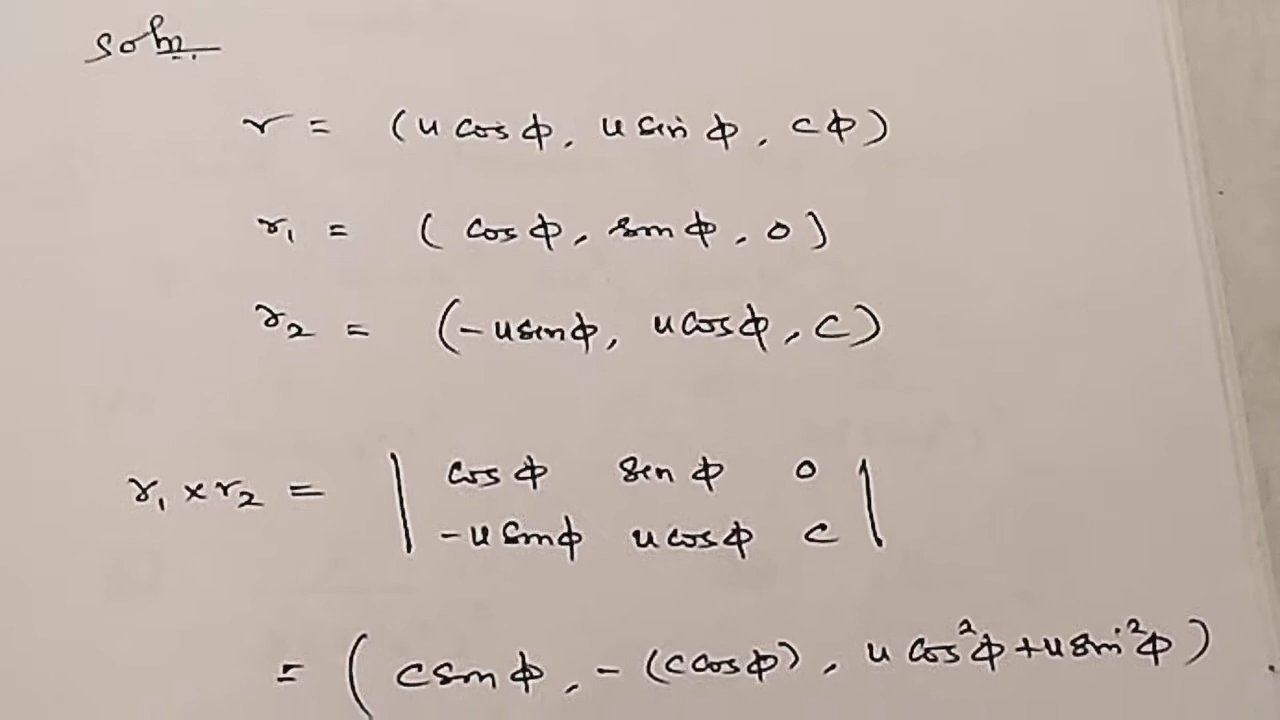 Soln.
r = (u cos ϕ, u sin ϕ, cϕ)
r₁ = (cos ϕ, sin ϕ, 0)
r₂ = (-u sin ϕ, u cos ϕ, c)
r₁ × r₂ = | cos ϕ sin ϕ 0 |
| -u sin ϕ u cos ϕ c |
= (c sin ϕ, -(c cos ϕ), u cos²ϕ + u sin²ϕ)